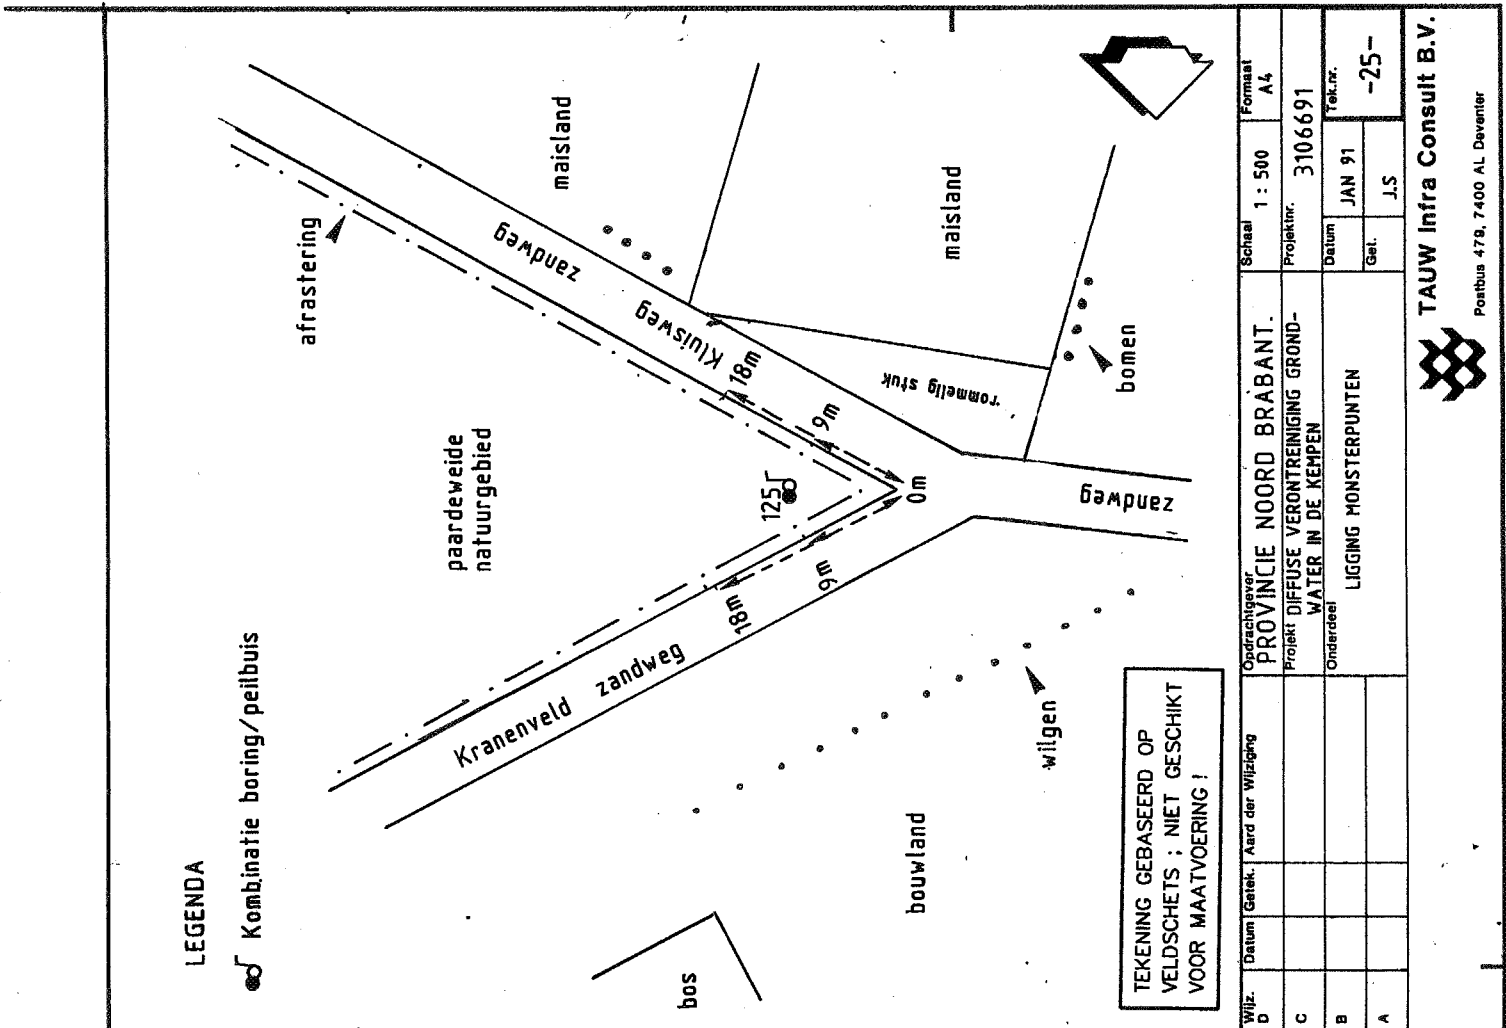 LEGENDA
Kombinatie boring/peilbuis
afrastering
maisland
zandweg
Kluisweg
maisland
paardeweide
natuurgebied
18m
9m
rommelig stuk
bomen
125
0m
zandweg
9m
18m
Kranenveld zandweg
wilgen
bouwland
bos
TEKENING GEBASEERD OP
VELDSCHETS ; NIET GESCHIKT
VOOR MAATVOERING !
Wijz. Datum Getek. Aard der Wijziging
D
C
B
A
Opdrachtgever
PROVINCIE NOORD BRABANT.
Projekt DIFFUSE VERONTREINIGING GROND-
WATER IN DE KEMPEN
Onderdeel
LIGGING MONSTERPUNTEN
Schaal 1 : 500
Formaat A4
Projektnr. 3106691
Datum JAN 91
Get. J.S
Tek.nr. -25-
TAUW Infra Consult B.V.
Postbus 479, 7400 AL Deventer